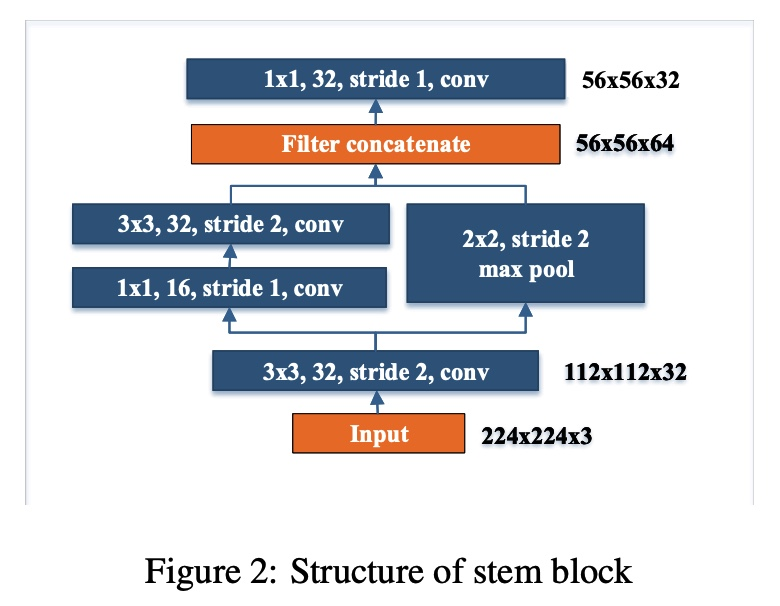 1x1, 32, stride 1, conv
56x56x32
Filter concatenate
56x56x64
3x3, 32, stride 2, conv
2x2, stride 2
max pool
1x1, 16, stride 1, conv
3x3, 32, stride 2, conv
112x112x32
Input
224x224x3
Figure 2: Structure of stem block